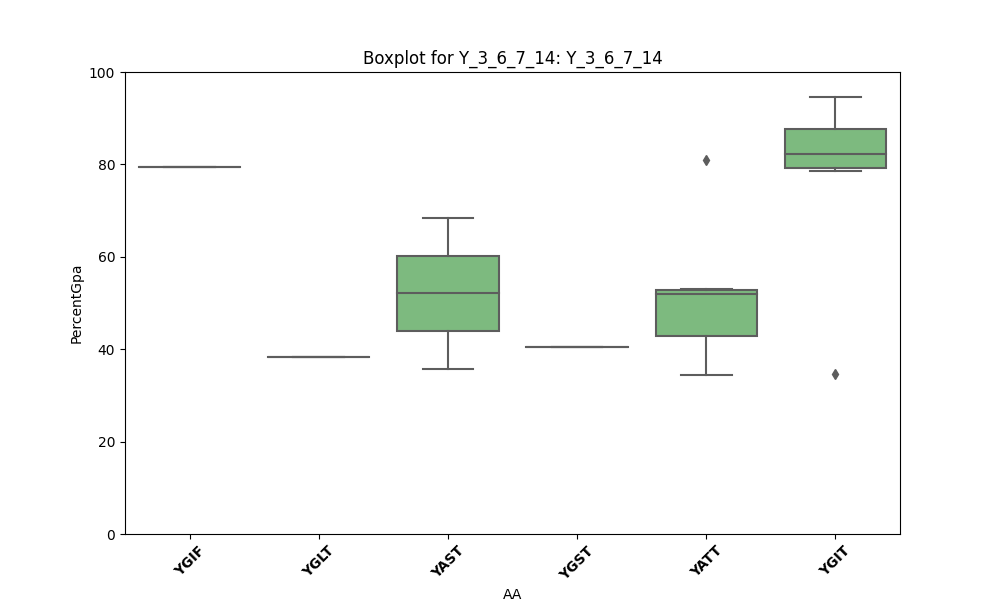 Boxplot for Y_3_6_7_14: Y_3_6_7_14
100
80
60
40
20
0
PercentGpa
YGIF
YGLT
YAST
YGST
YATT
YGIT
AA